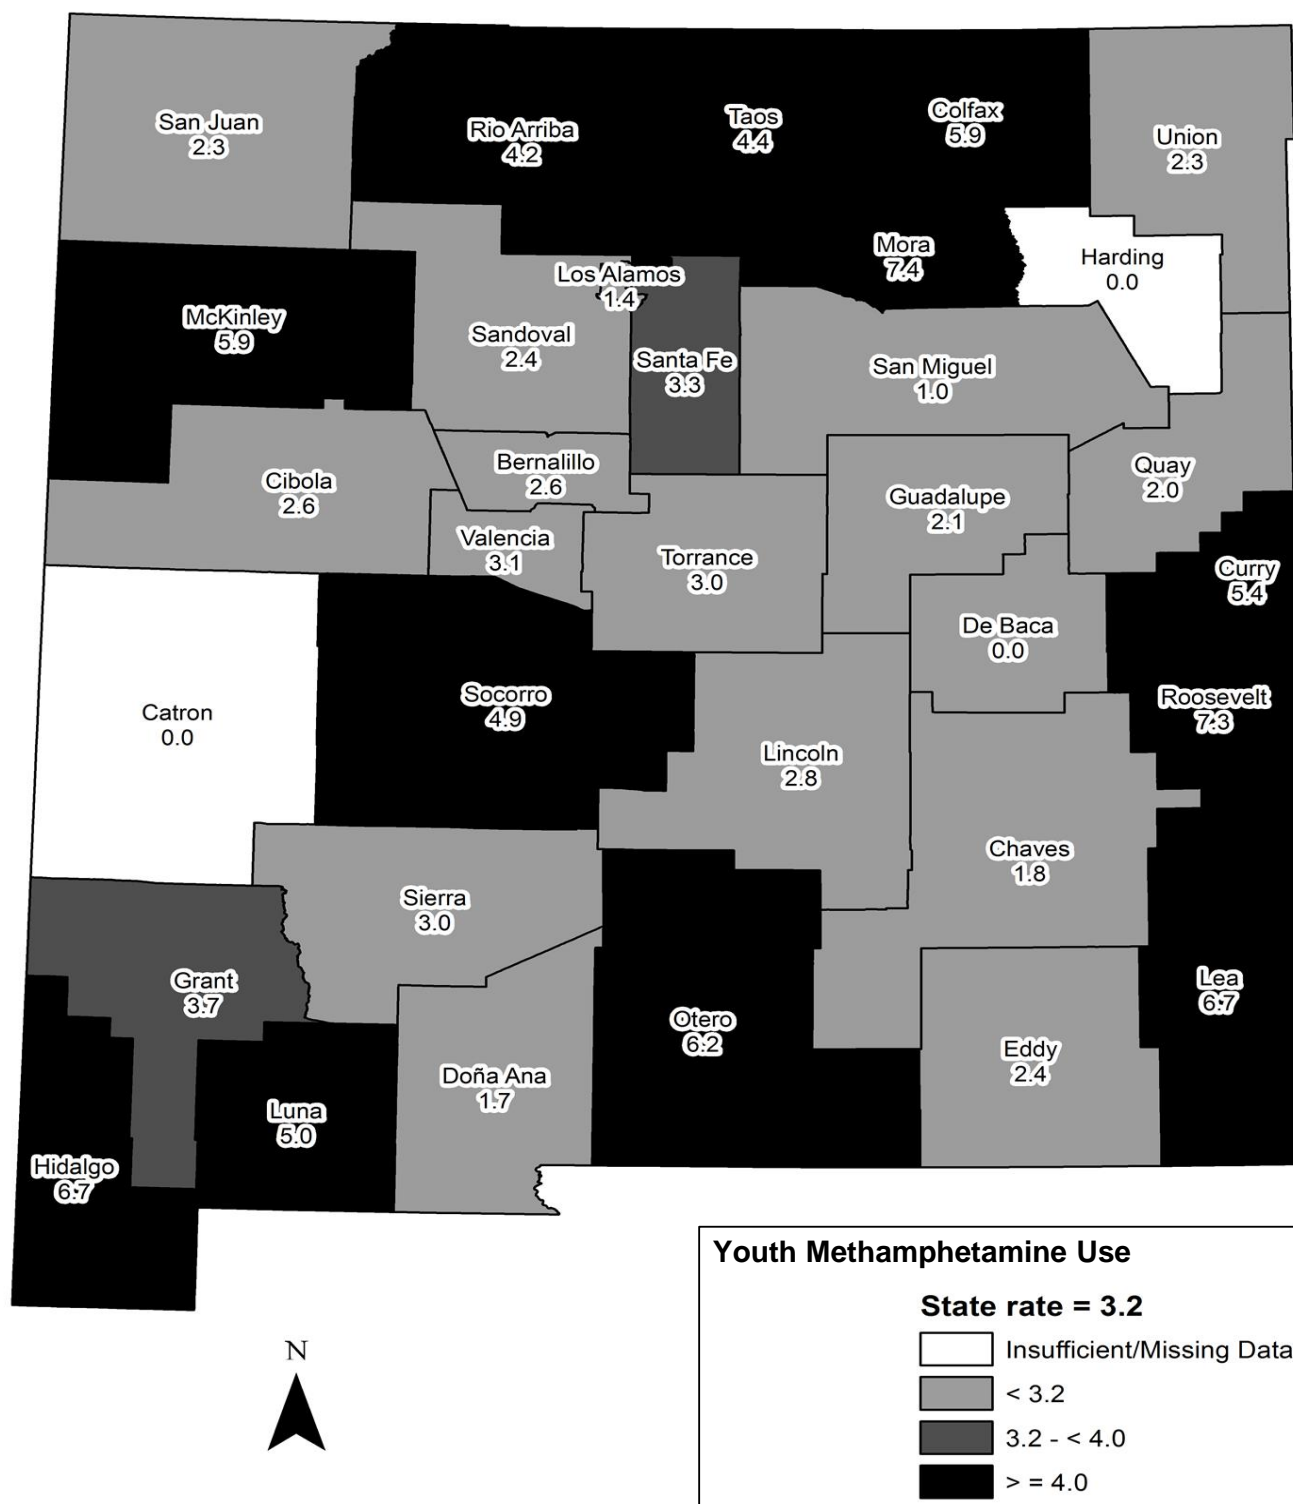 San Juan
2.3
Rio Arriba
4.2
Taos
4.4
Colfax
5.9
Union
2.3
Mora
7.4
Harding
0.0
Los Alamos
1.4
McKinley
5.9
Sandoval
2.4
Santa Fe
3.3
San Miguel
1.0
Cibola
2.6
Bernalillo
2.6
Quay
2.0
Guadalupe
2.1
Valencia
3.1
Torrance
3.0
Curry
5.4
De Baca
0.0
Catron
0.0
Socorro
4.9
Roosevelt
7.3
Lincoln
2.8
Chaves
1.8
Sierra
3.0
Grant
3.7
Lea
6.7
Otero
6.2
Eddy
2.4
Doña Ana
1.7
Luna
5.0
Hidalgo
6.7
N
Youth Methamphetamine Use
State rate = 3.2
Insufficient/Missing Data
< 3.2
3.2 - < 4.0
> = 4.0